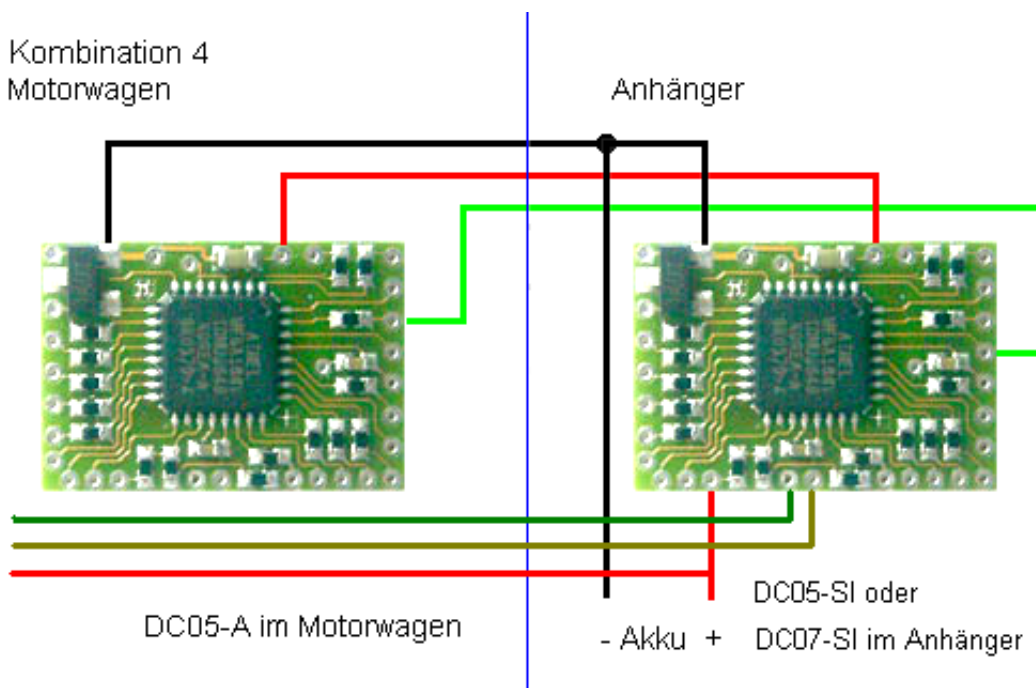 Kombination 4
Motorwagen
Anhänger
DC05-A im Motorwagen
DC05-SI oder
- Akku + DC07-SI im Anhänger